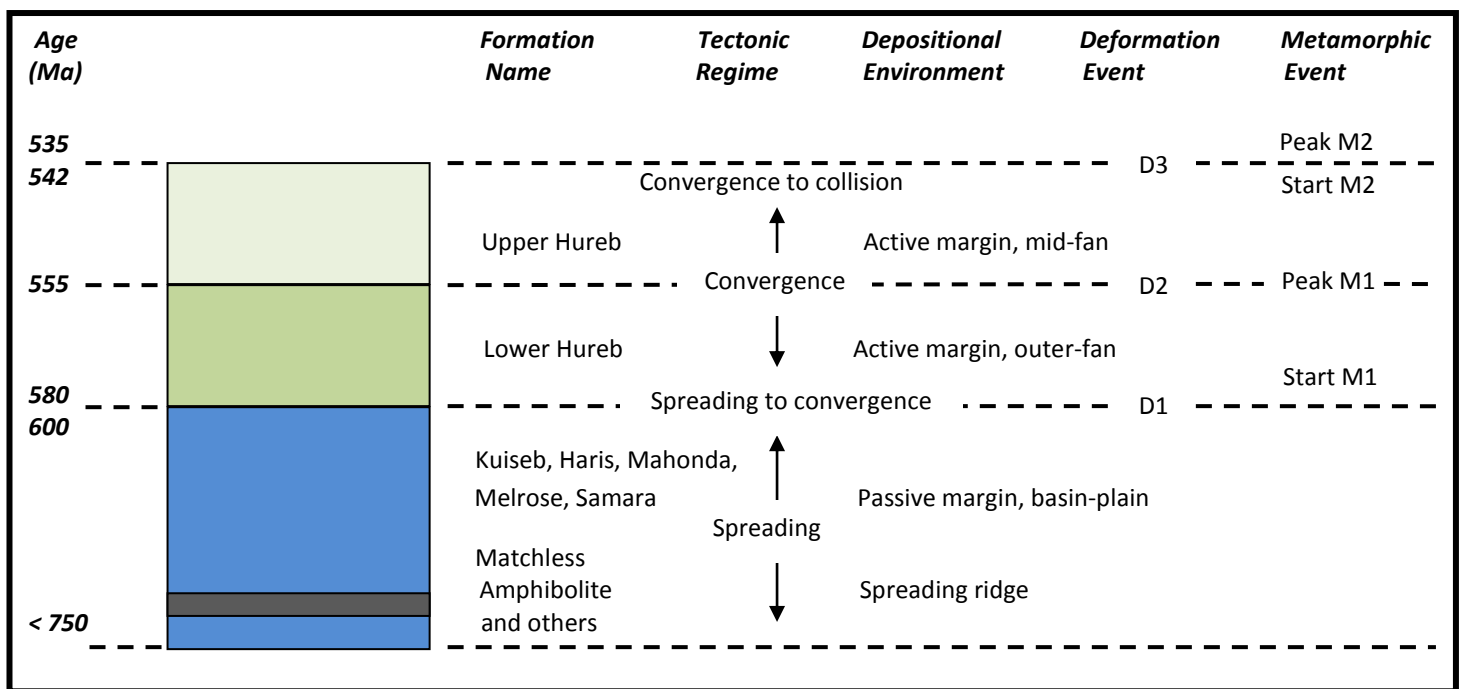 Age Formation Tectonic Depositional Deformation Metamorphic
(Ma) Name Regime Environment Event Event
535 Peak M2
D3
542 Convergence to collision Start M2
Upper Hureb Active margin, mid-fan
555 Convergence D2 Peak M1
Lower Hureb Active margin, outer-fan
Start M1
580
Spreading to convergence D1
600
Kuiseb, Haris, Mahonda,
Melrose, Samara Passive margin, basin-plain
Spreading
Matchless
Amphibolite Spreading ridge
< 750 and others